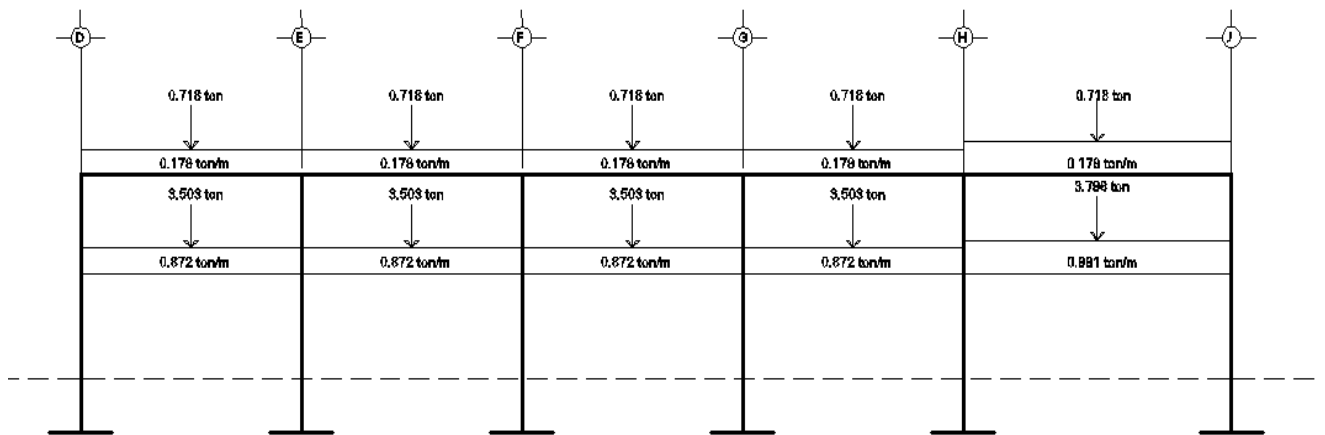 D E F G H J
0.718 ton 0.718 ton 0.718 ton 0.718 ton 0.718 ton
0.178 ton/m 0.178 ton/m 0.178 ton/m 0.178 ton/m 0.178 ton/m
3.503 ton 3.503 ton 3.503 ton 3.503 ton 3.798 ton
0.872 ton/m 0.872 ton/m 0.872 ton/m 0.872 ton/m 0.991 ton/m